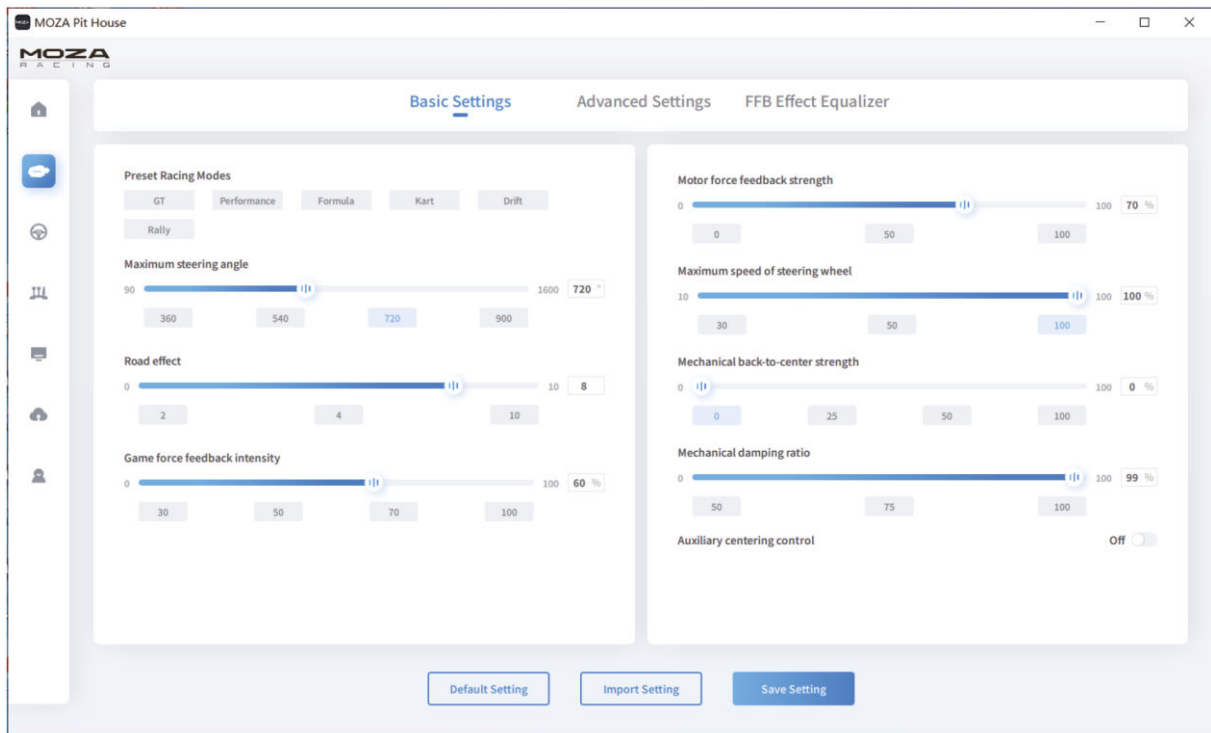 MOZA Pit House
MOZA
RACING
Basic Settings Advanced Settings FFB Effect Equalizer
Preset Racing Modes
GT Performance Formula Kart Drift
Rally
Maximum steering angle
90 1600 720 °
360 540 720 900
Road effect
0 10 8
2 4 10
Game force feedback intensity
0 100 60 %
30 50 70 100
Motor force feedback strength
0 100 70 %
0 50 100
Maximum speed of steering wheel
10 100 100 %
30 50 100
Mechanical back-to-center strength
0 100 0 %
0 25 50 100
Mechanical damping ratio
0 100 99 %
50 75 100
Auxiliary centering control Off
Default Setting Import Setting Save Setting